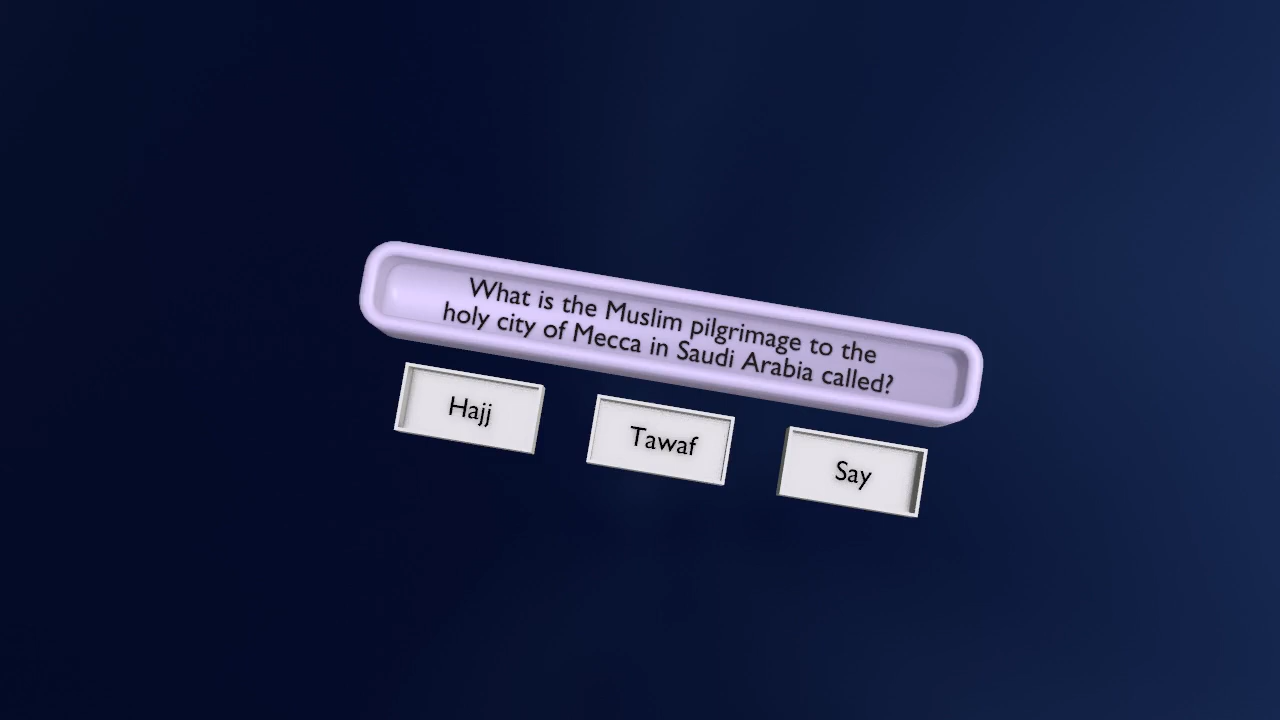 What is the Muslim pilgrimage to the
holy city of Mecca in Saudi Arabia called?
Hajj
Tawaf
Say